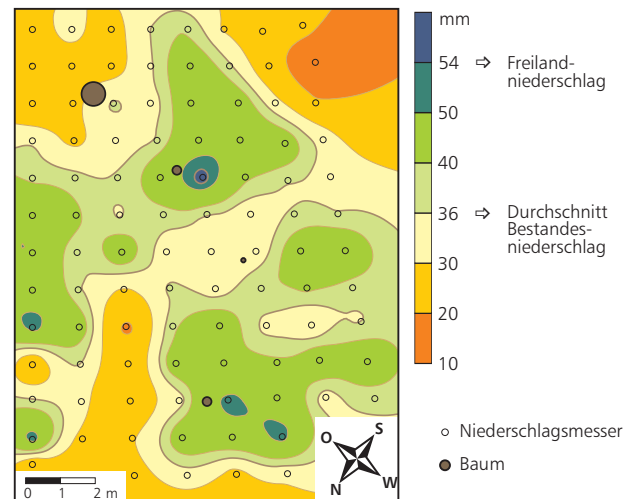 mm
54 ⇨ Freiland-
niederschlag
50
40
36 ⇨ Durchschnitt
Bestandes-
niederschlag
30
20
10
Niederschlagsmesser
Baum
O S
N W
0 1 2 m